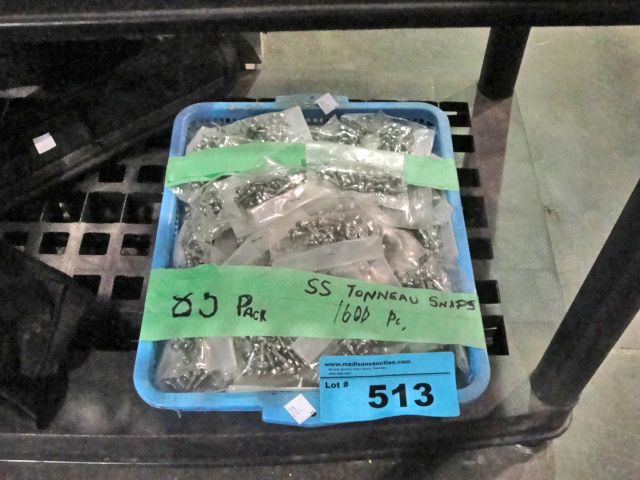 SS TONNEAU SNAPS
PACK 1600 Pc,
www.madisonsauction.com
Lot # 513